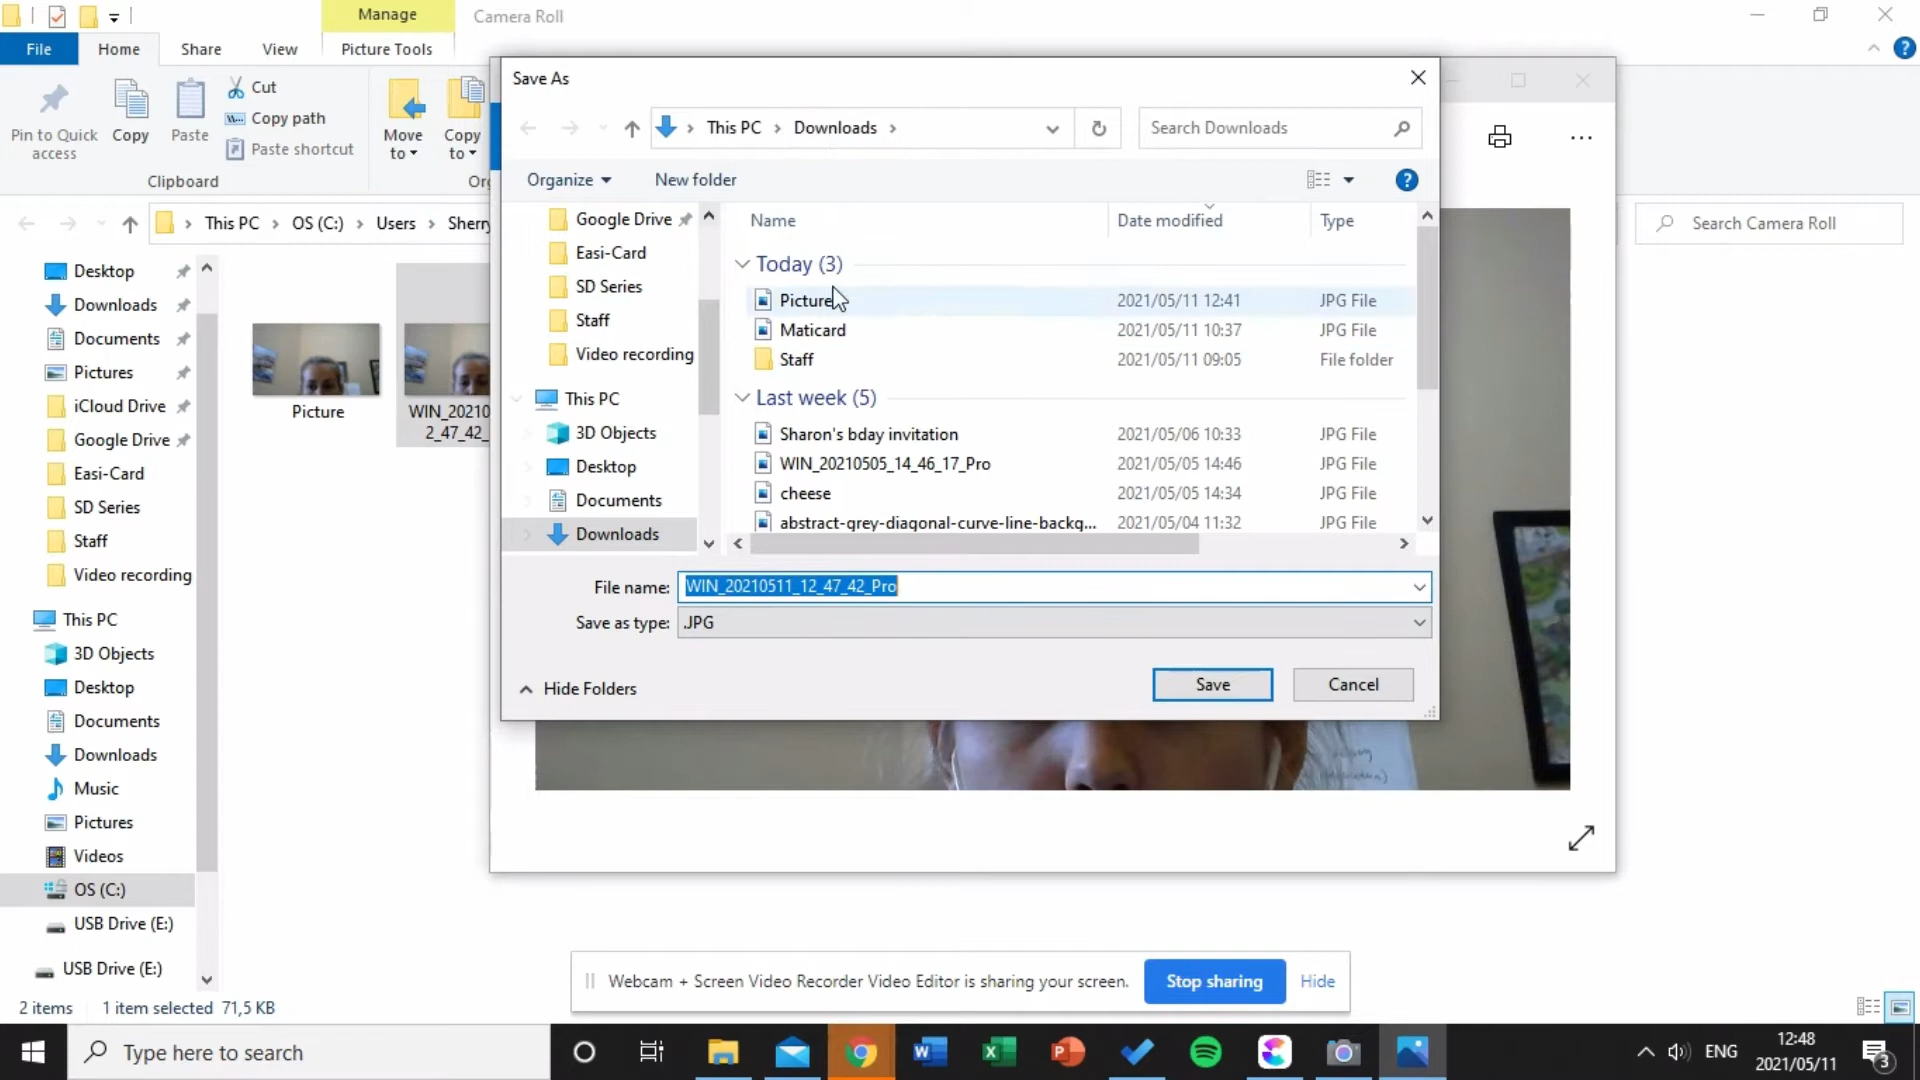 Manage
Camera Roll
File
Home
Share
View
Picture Tools
Pin to Quick access
Copy
Paste
Cut
Copy path
Paste shortcut
Move to
Copy to
Clipboard
Save As
This PC
Downloads
Search Downloads
Organize
New folder
This PC
OS (C:)
Users
Search Camera Roll
Desktop
Downloads
Documents
Pictures
iCloud Drive
Google Drive
Easi-Card
SD Series
Staff
Video recording
This PC
3D Objects
Desktop
Documents
Downloads
Music
Pictures
Videos
OS (C:)
USB Drive (E:)
USB Drive (E:)
2 items
1 item selected 71,5 KB
Picture
WIN_20210
2_47_42_
Google Drive
Easi-Card
SD Series
Staff
Video recording
This PC
3D Objects
Desktop
Documents
Downloads
Name
Date modified
Type
Today (3)
Picture 2021/05/11 12:41 JPG File
Maticard 2021/05/11 10:37 JPG File
Staff 2021/05/11 09:05 File folder
Last week (5)
Sharon's bday invitation 2021/05/06 10:33 JPG File
WIN_20210505_14_46_17_Pro 2021/05/05 14:46 JPG File
cheese 2021/05/05 14:34 JPG File
abstract-grey-diagonal-curve-line-backg... 2021/05/04 11:32 JPG File
File name: WIN_20210511_12_47_42_Pro
Save as type: .JPG
Hide Folders
Save
Cancel
Webcam + Screen Video Recorder Video Editor is sharing your screen.
Stop sharing
Hide
Type here to search
ENG
12:48
2021/05/11
3